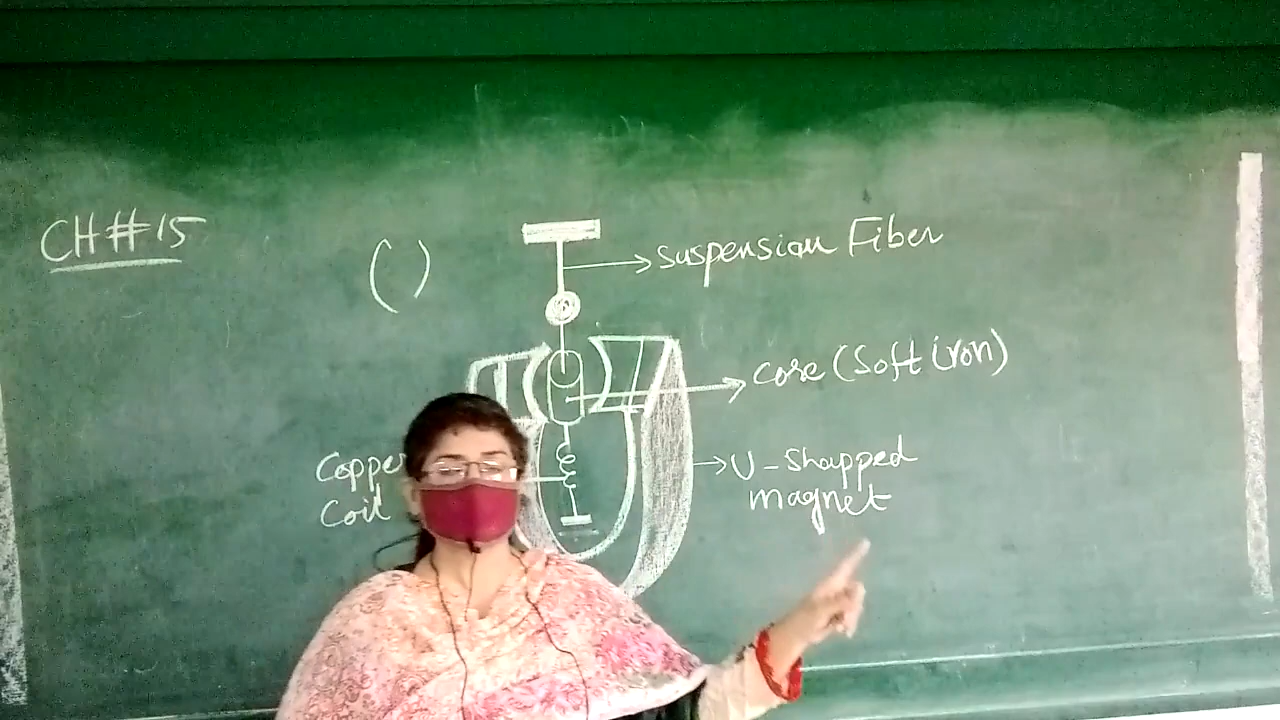 CH#15
( )
suspension Fiber
core (Soft iron)
Copper
Coil
U-Shapped
magnet